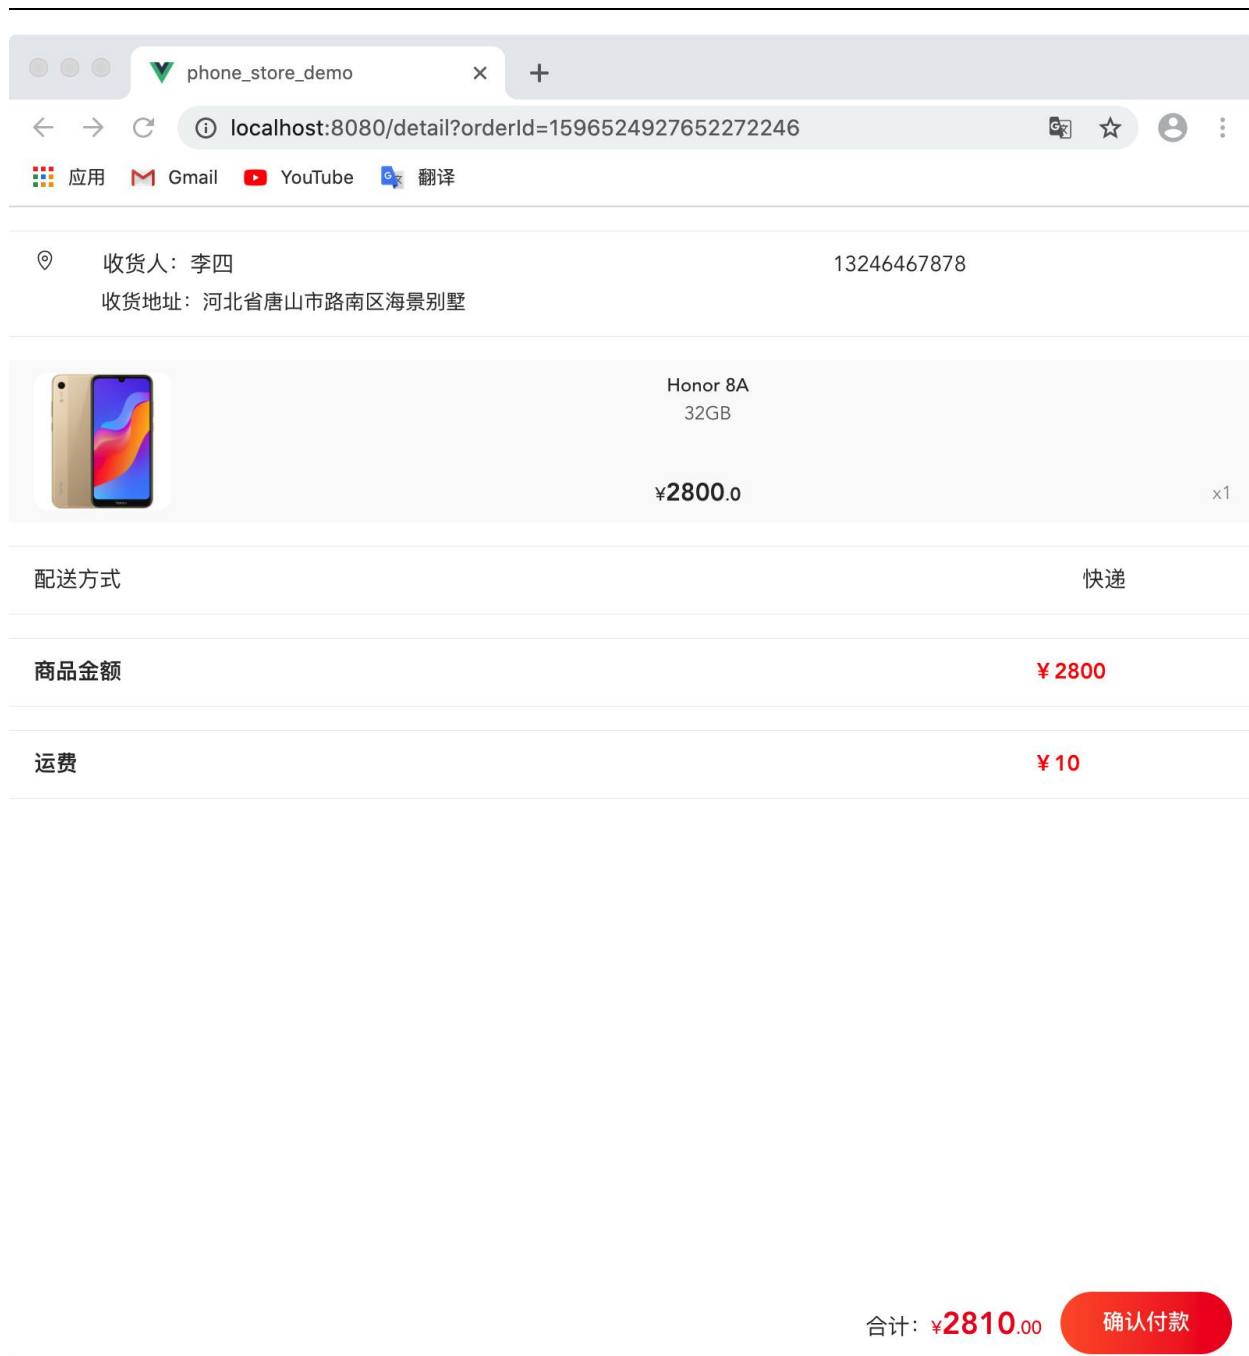 phone_store_demo
localhost:8080/detail?orderId=1596524927652272246
应用 Gmail YouTube 翻译
收货人：李四 13246467878
收货地址：河北省唐山市路南区海景别墅
Honor 8A
32GB
¥2800.0 x1
配送方式 快递
商品金额 ¥ 2800
运费 ¥ 10
合计：¥2810.00 确认付款